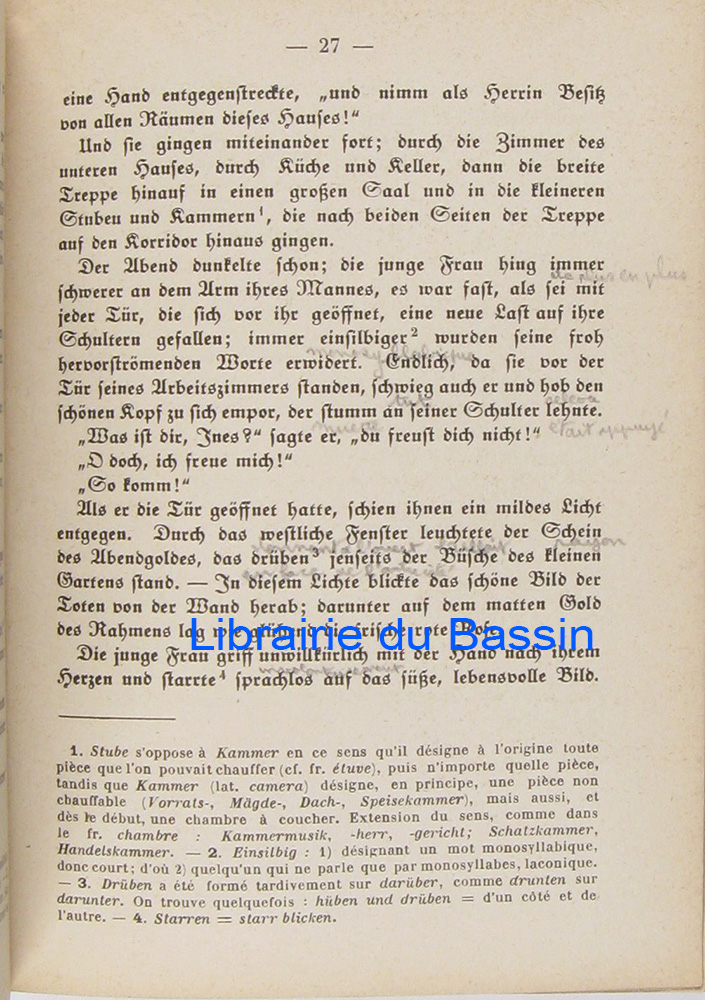 — 27 —
eine Hand entgegenstreckte, „und nimm als Herrin Besitz
von allen Räumen dieses Hauses!“
Und sie gingen miteinander fort; durch die Zimmer des
unteren Hauses, durch Küche und Keller, dann die breite
Treppe hinauf in einen großen Saal und in die kleineren
Stuben und Kammern¹, die nach beiden Seiten der Treppe
auf den Korridor hinaus gingen.
Der Abend dunkelte schon; die junge Frau hing immer
de plus en plus
schwerer an dem Arm ihres Mannes, es war fast, als sei mit
jeder Tür, die sich vor ihr geöffnet, eine neue Last auf ihre
Schultern gefallen; immer einsilbiger² wurden seine froh
monosyllabique
hervorströmenden Worte erwidert. Endlich, da sie vor der
Tür seines Arbeitszimmers standen, schwieg auch er und hob den
schönen Kopf zu sich empor, der stumm an seiner Schulter lehnte.
muette
était appuyé
„Was ist dir, Ines?“ sagte er, „du freust dich nicht!“
„O doch, ich freue mich!“
„So komm!“
Als er die Tür geöffnet hatte, schien ihnen ein mildes Licht
entgegen. Durch das westliche Fenster leuchtete der Schein
des Abendgoldes, das drüben³ jenseits der Büsche des kleinen
Gartens stand. — In diesem Lichte blickte das schöne Bild der
Toten von der Wand herab; darunter auf dem matten Gold
des Rahmens lag wie glühend die frische rote Rose.
Librairie du Bassin
Die junge Frau griff unwillkürlich mit der Hand nach ihrem
involontairement
Herzen und starrte⁴ sprachlos auf das süße, lebensvolle Bild.
1. Stube s'oppose à Kammer en ce sens qu'il désigne à l'origine toute
pièce que l'on pouvait chauffer (cf. fr. étuve), puis n'importe quelle pièce,
tandis que Kammer (lat. camera) désigne, en principe, une pièce non
chauffable (Vorrats-, Mägde-, Dach-, Speisekammer), mais aussi, et
dès le début, une chambre à coucher. Extension du sens, comme dans
le fr. chambre : Kammermusik, -herr, -gericht; Schatzkammer,
Handelskammer. — 2. Einsilbig : 1) désignant un mot monosyllabique,
donc court; d'où 2) quelqu'un qui ne parle que par monosyllabes, laconique.
— 3. Drüben a été formé tardivement sur darüber, comme drunten sur
darunter. On trouve quelquefois : hüben und drüben = d'un côté et de
l'autre. — 4. Starren = starr blicken.